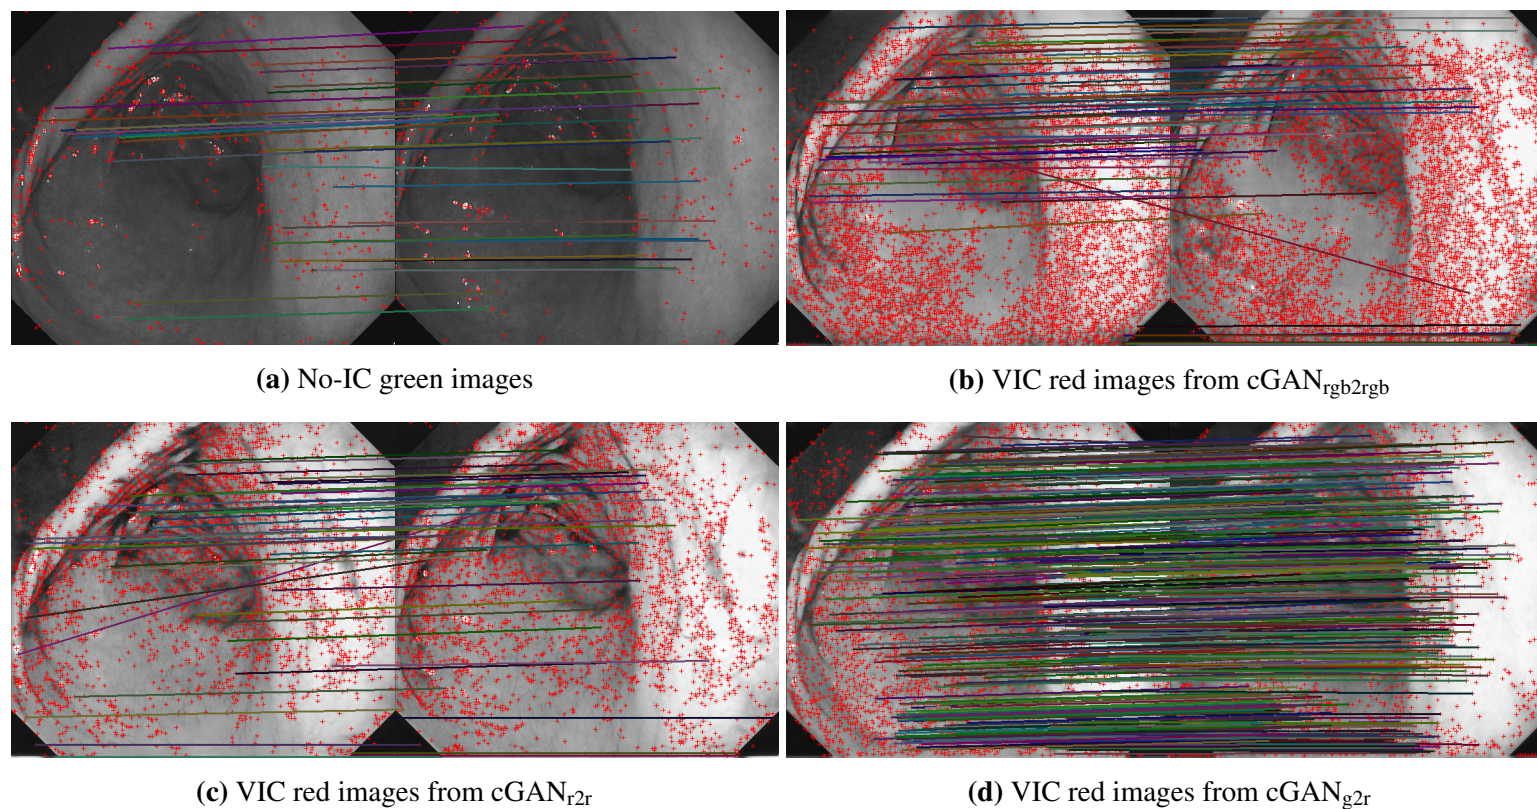 (a) No-IC green images
(b) VIC red images from cGANrgb2rgb
(c) VIC red images from cGANr2r
(d) VIC red images from cGANg2r